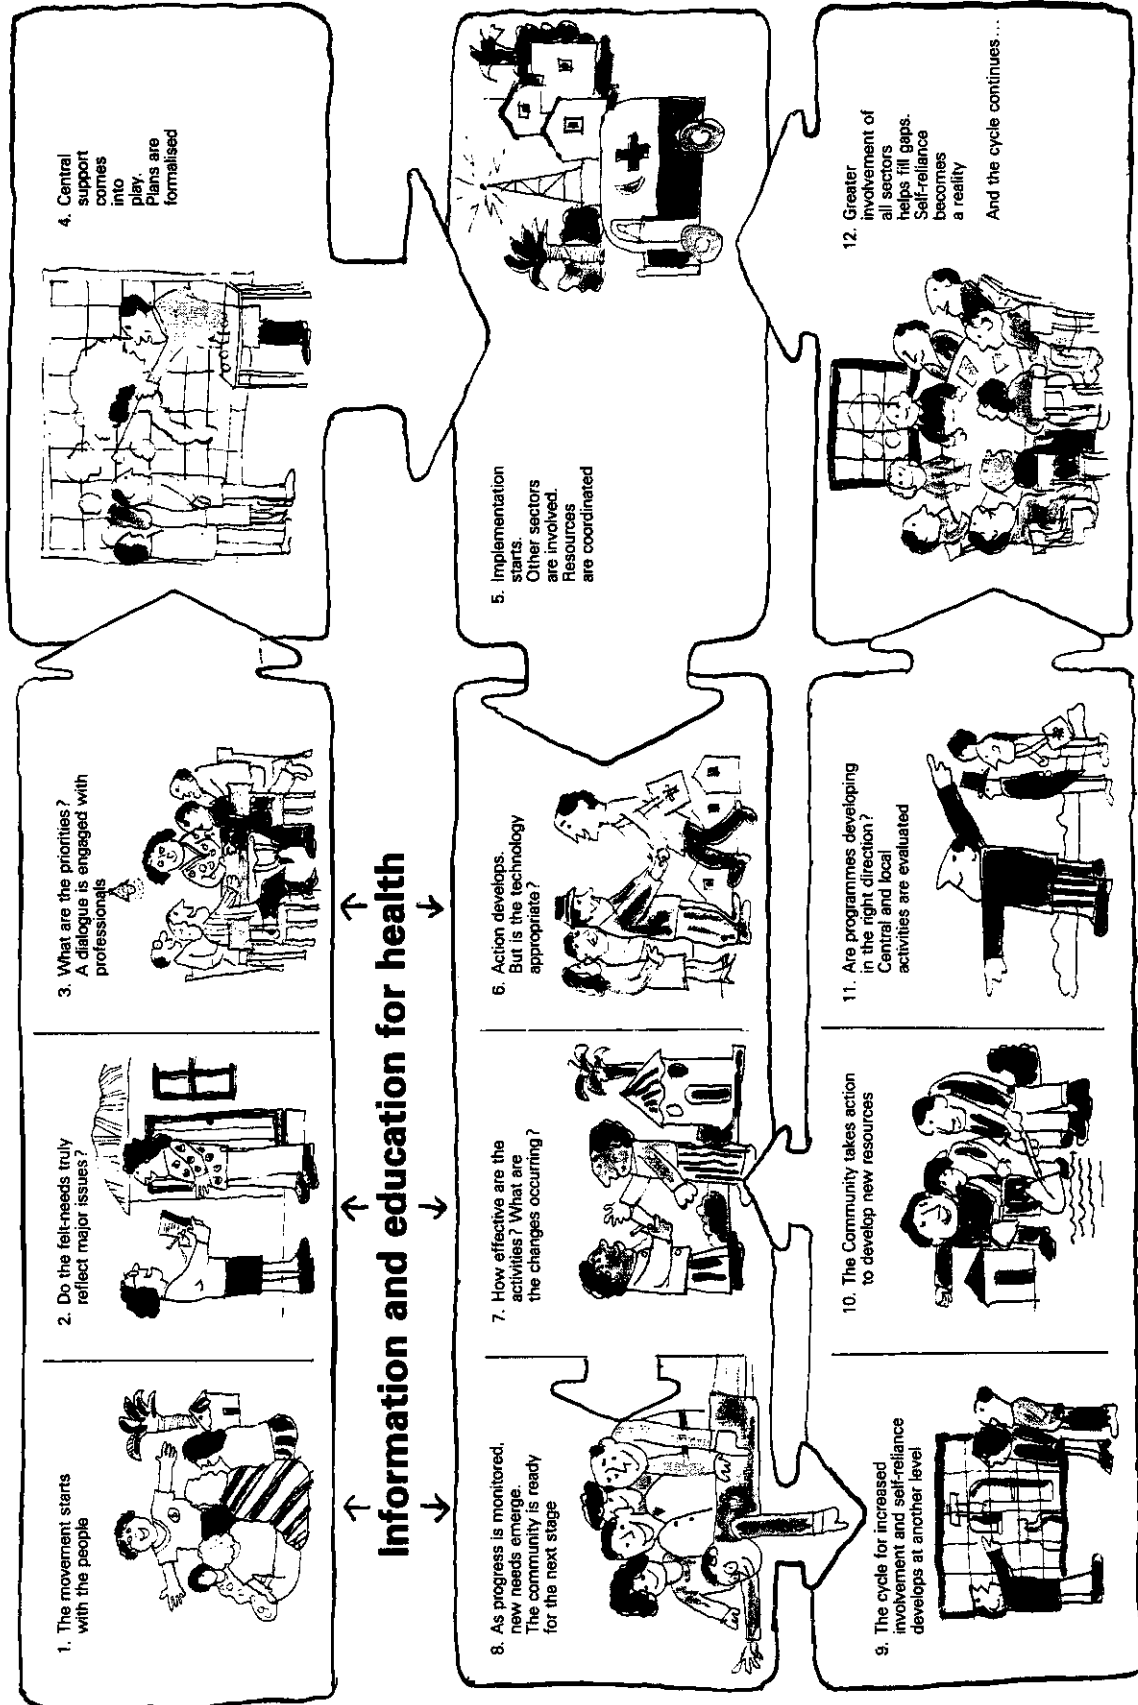 1. The movement starts
with the people
2. Do the felt-needs truly
reflect major issues?
3. What are the priorities?
A dialogue is engaged with
professionals
4. Central
support
comes
into
play.
Plans are
formalised
Information and education for health
5. Implementation
starts.
Other sectors
are involved.
Resources
are coordinated
6. Action develops.
But is the technology
appropriate?
7. How effective are the
activities? What are
the changes occurring?
8. As progress is monitored.
new needs emerge.
The community is ready
for the next stage
9. The cycle for increased
involvement and self-reliance
develops at another level
10. The Community takes action
to develop new resources
11. Are programmes developing
in the right direction?
Central and local
activities are evaluated
12. Greater
involvement of
all sectors
helps fill gaps.
Self-reliance
becomes
a reality
And the cycle continues...